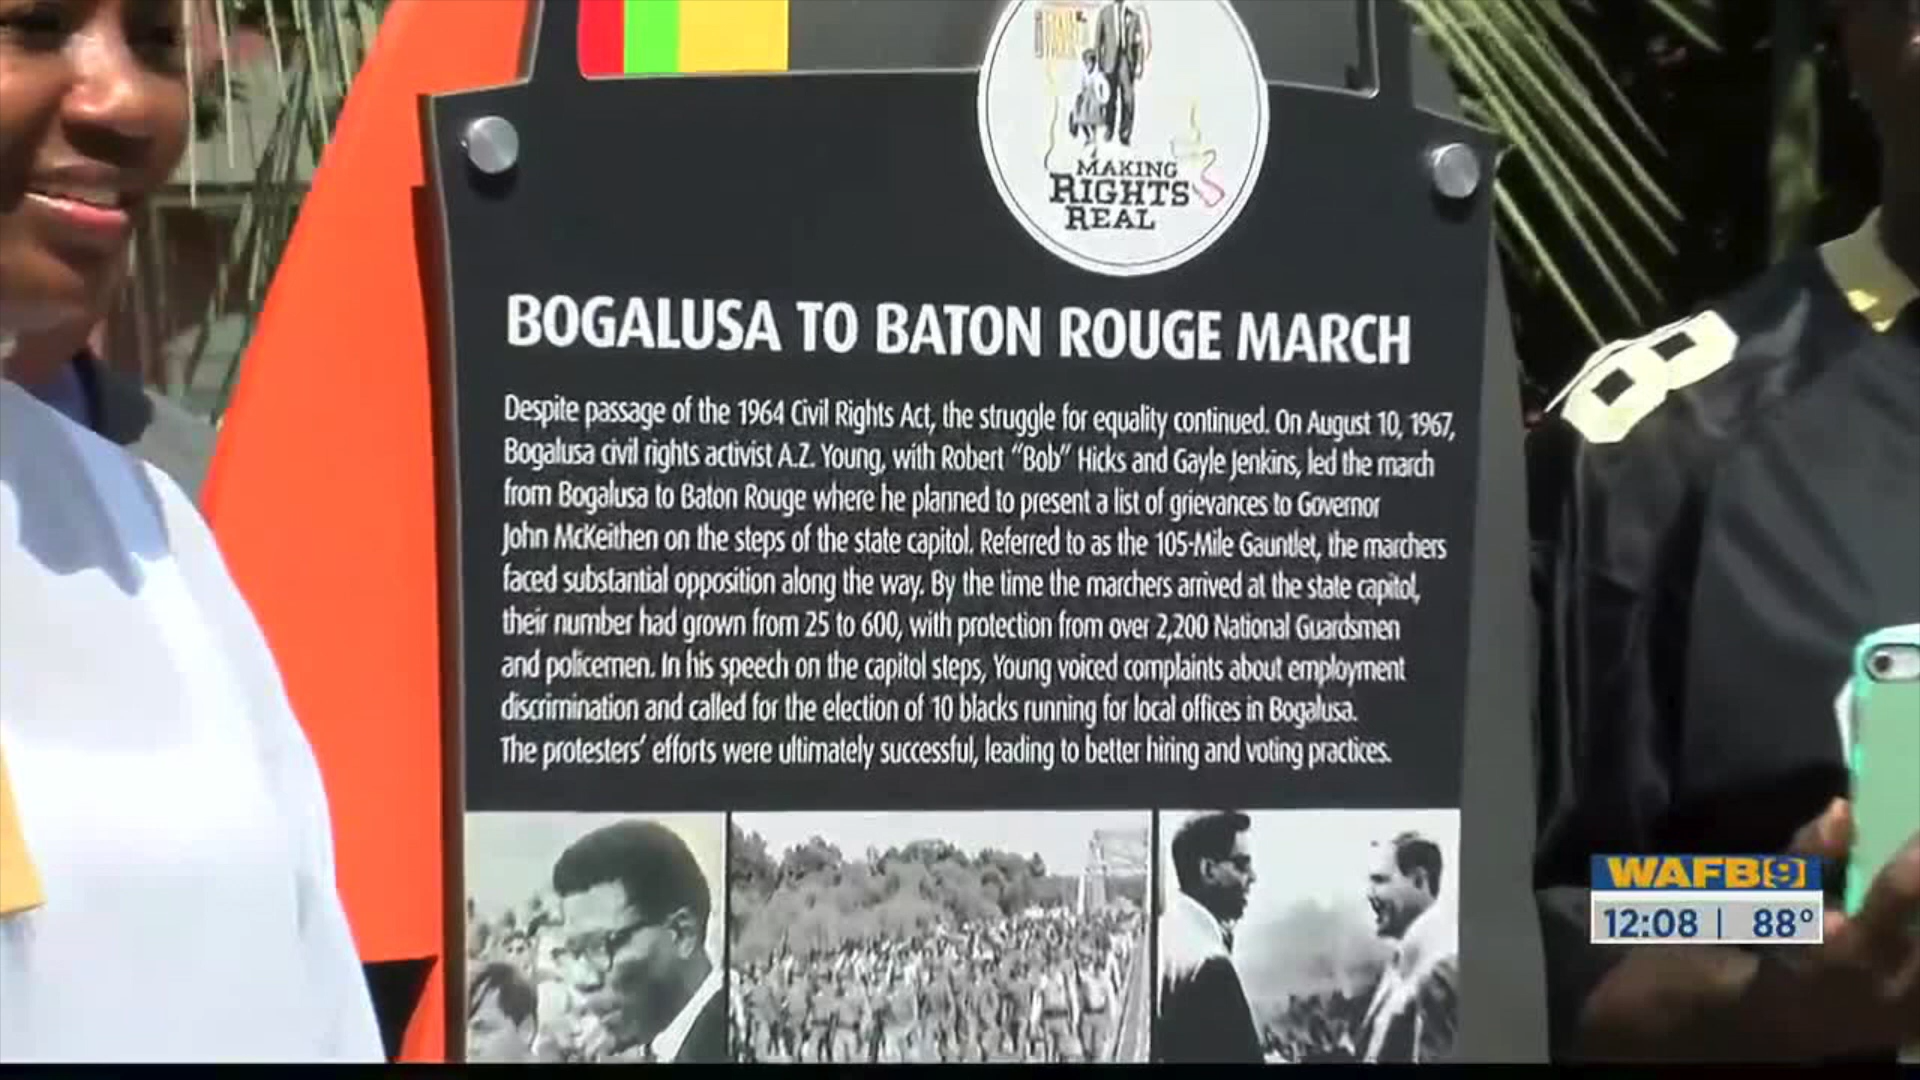 MAKING
RIGHTS
REAL
BOGALUSA TO BATON ROUGE MARCH
Despite passage of the 1964 Civil Rights Act, the struggle for equality continued. On August 10, 1967,
Bogalusa civil rights activist A.Z. Young, with Robert “Bob” Hicks and Gayle Jenkins, led the march
from Bogalusa to Baton Rouge where he planned to present a list of grievances to Governor
John McKeithen on the steps of the state capitol. Referred to as the 105-Mile Gauntlet, the marchers
faced substantial opposition along the way. By the time the marchers arrived at the state capitol,
their number had grown from 25 to 600, with protection from over 2,200 National Guardsmen
and policemen. In his speech on the capitol steps, Young voiced complaints about employment
discrimination and called for the election of 10 blacks running for local offices in Bogalusa.
The protesters’ efforts were ultimately successful, leading to better hiring and voting practices.
8
WAFB 9
12:08 | 88°